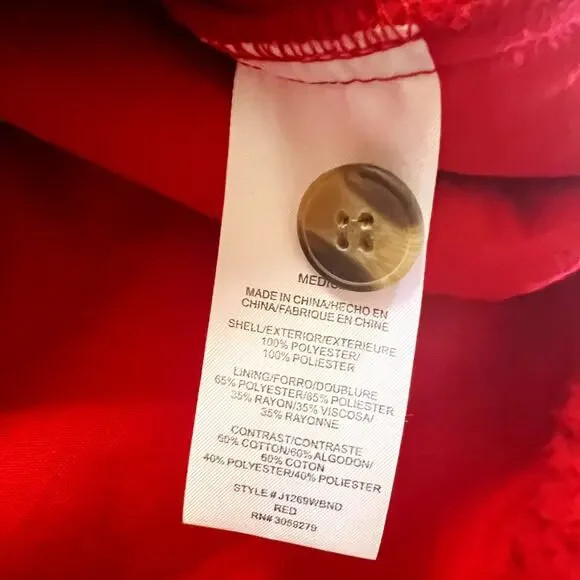 MADE IN CHINA/HECHO EN
CHINA/FABRIQUE EN CHINE
SHELL/EXTERIOR/EXTERIEURE
100% POLYESTER/
100% POLIESTER
LINING/FORRO/DOUBLURE
65% POLYESTER/65% POLIESTER
35% RAYON/35% VISCOSA/
35% RAYONNE
CONTRAST/CONTRASTE
60% COTTON/60% ALGODON/
60% COTON
40% POLYESTER/40% POLIESTER
STYLE # J1269WBND
RED
RN# 3059279